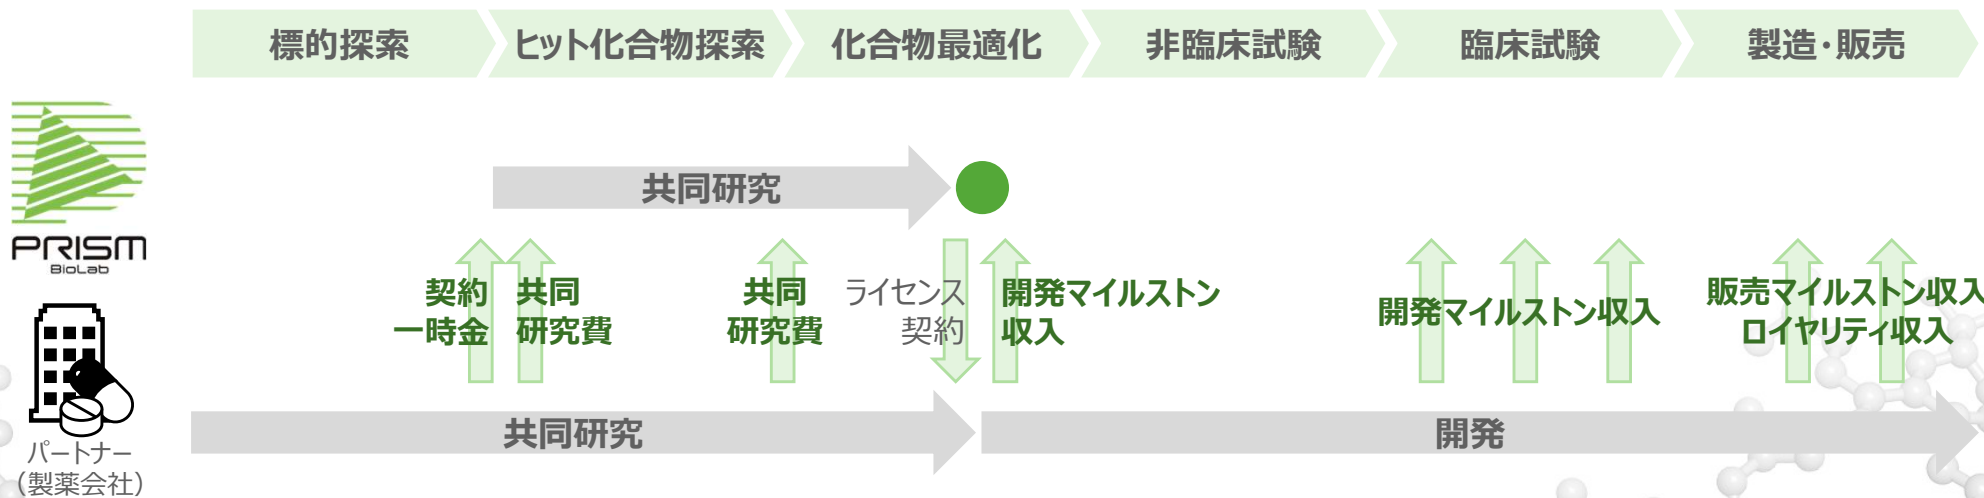 標的探索
ヒット化合物探索
化合物最適化
非臨床試験
臨床試験
製造・販売
PRISM
BioLab
共同研究
契約
一時金
共同
研究費
共同
研究費
ライセンス
契約
開発マイルストン
収入
開発マイルストン収入
販売マイルストン収入
ロイヤリティ収入
パートナー
（製薬会社）
共同研究
開発